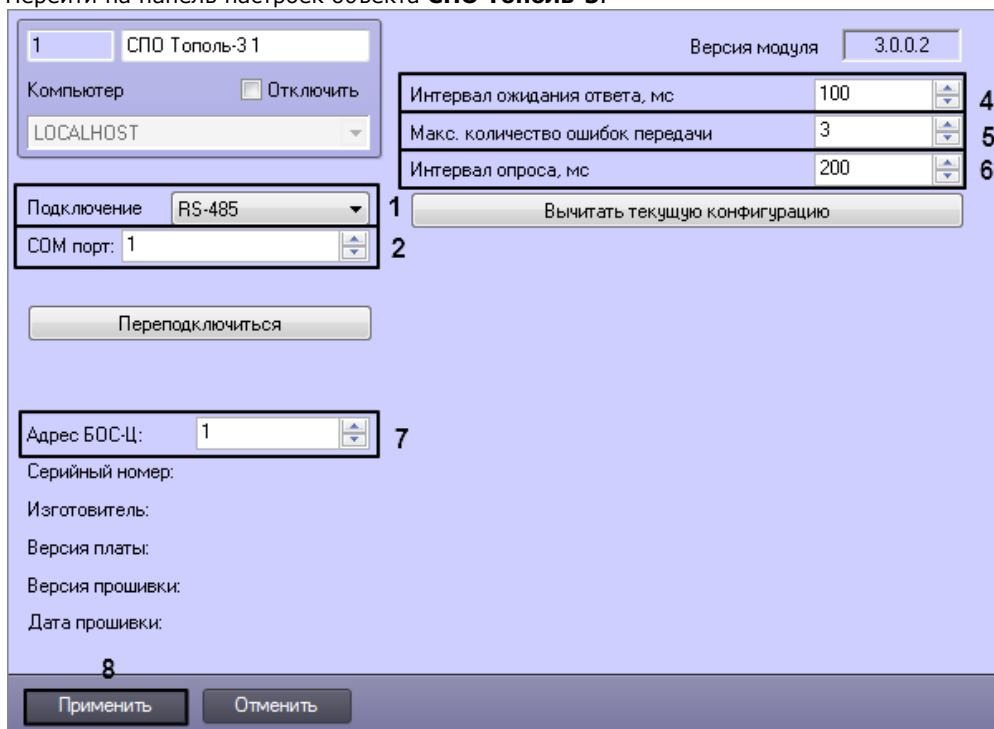 Перейти на панель настроек объекта СПО Тополь-3.
1 СПО Тополь-3 1
Версия модуля 3.0.0.2
Компьютер Отключить
LOCALHOST
Интервал ожидания ответа, мс 100 4
Макс. количество ошибок передачи 3 5
Интервал опроса, мс 200 6
Подключение RS-485 1
COM порт: 1 2
Вычитать текущую конфигурацию
Переподключиться
Адрес БОС-Ц: 1 7
Серийный номер:
Изготовитель:
Версия платы:
Версия прошивки:
Дата прошивки:
8
Применить Отменить